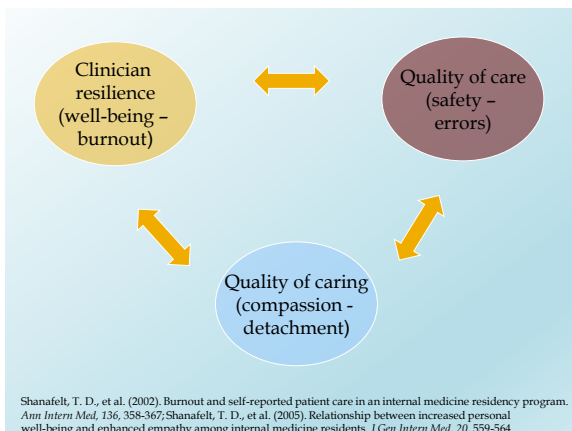 Clinician
resilience
(well-being –
burnout)
Quality of care
(safety –
errors)
Quality of caring
(compassion -
detachment)
Shanafelt, T. D., et al. (2002). Burnout and self-reported patient care in an internal medicine residency program.
Ann Intern Med, 136, 358-367; Shanafelt, T. D., et al. (2005). Relationship between increased personal
well-being and enhanced empathy among internal medicine residents. J Gen Intern Med, 20, 559-564